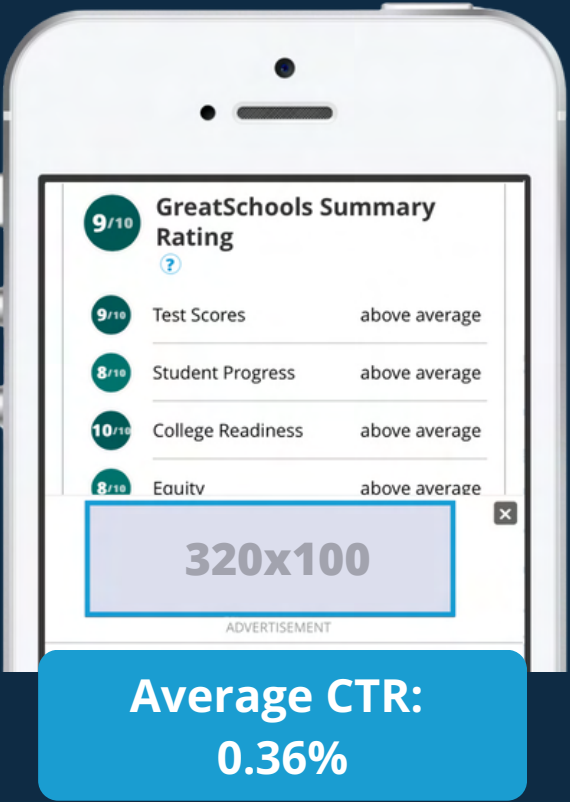 9/10 GreatSchools Summary
Rating
?
9/10 Test Scores above average
8/10 Student Progress above average
10/10 College Readiness above average
8/10 Equity above average
320x100
ADVERTISEMENT
Average CTR:
0.36%